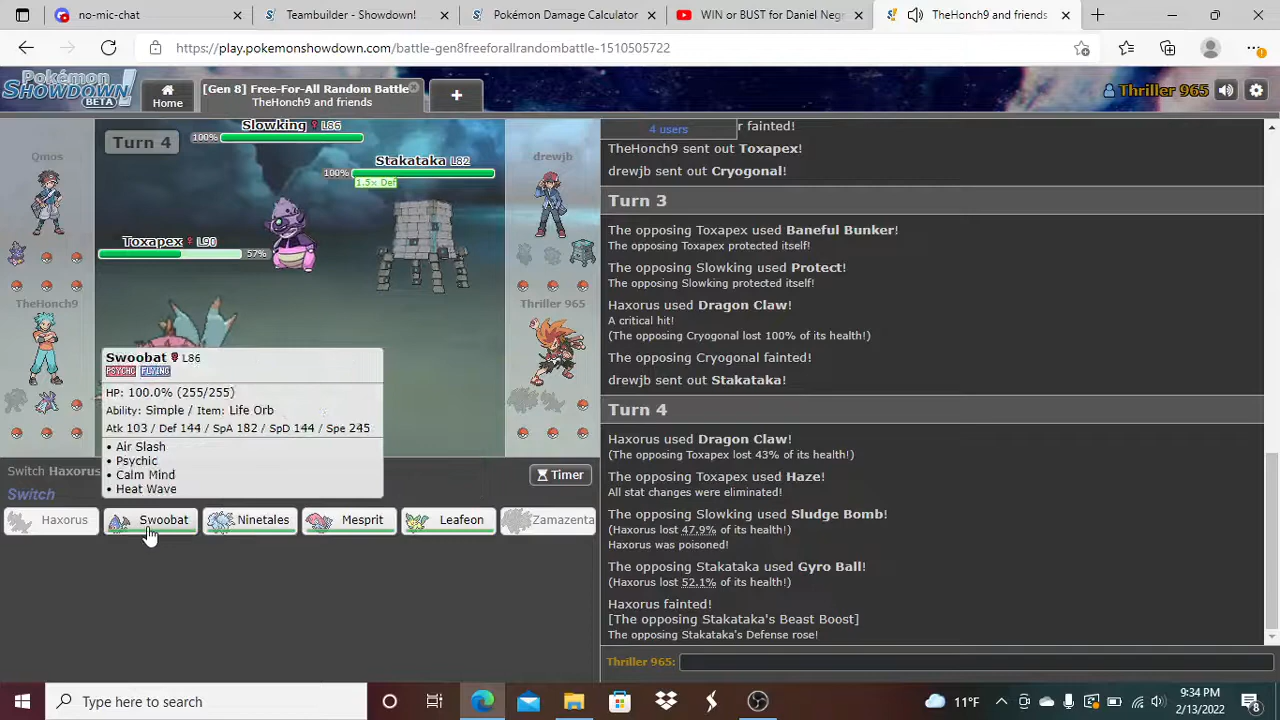 no-mic-chat
Teambuilder - Showdown!
Pokémon Damage Calculator
WIN or BUST for Daniel Negr
TheHonch9 and friends
https://play.pokemonshowdown.com/battle-gen8freeforallrandombattle-1510505722
Pokémon
SHOWDOWN!
BETA
Home
[Gen 8] Free-For-All Random Battle
TheHonch9 and friends
Thriller 965
Turn 4
Slowking L86
100%
Stakataka L82
100%
1.5× Def
Toxapex L90
57%
Qmos
drewjb
TheHonch9
Thriller 965
Swoobat L86
PSYCHC FLYING
HP: 100.0% (255/255)
Ability: Simple / Item: Life Orb
Atk 103 / Def 144 / SpA 182 / SpD 144 / Spe 245
• Air Slash
• Psychic
• Calm Mind
• Heat Wave
Switch Haxorus
Timer
Switch
Haxorus
Swoobat
Ninetales
Mesprit
Leafeon
Zamazenta
4 users
r fainted!
TheHonch9 sent out Toxapex!
drewjb sent out Cryogonal!
Turn 3
The opposing Toxapex used Baneful Bunker!
The opposing Toxapex protected itself!
The opposing Slowking used Protect!
The opposing Slowking protected itself!
Haxorus used Dragon Claw!
A critical hit!
(The opposing Cryogonal lost 100% of its health!)
The opposing Cryogonal fainted!
drewjb sent out Stakataka!
Turn 4
Haxorus used Dragon Claw!
(The opposing Toxapex lost 43% of its health!)
The opposing Toxapex used Haze!
All stat changes were eliminated!
The opposing Slowking used Sludge Bomb!
(Haxorus lost 47.9% of its health!)
Haxorus was poisoned!
The opposing Stakataka used Gyro Ball!
(Haxorus lost 52.1% of its health!)
Haxorus fainted!
[The opposing Stakataka's Beast Boost]
The opposing Stakataka's Defense rose!
Thriller 965:
Type here to search
11°F
9:34 PM
2/13/2022
8